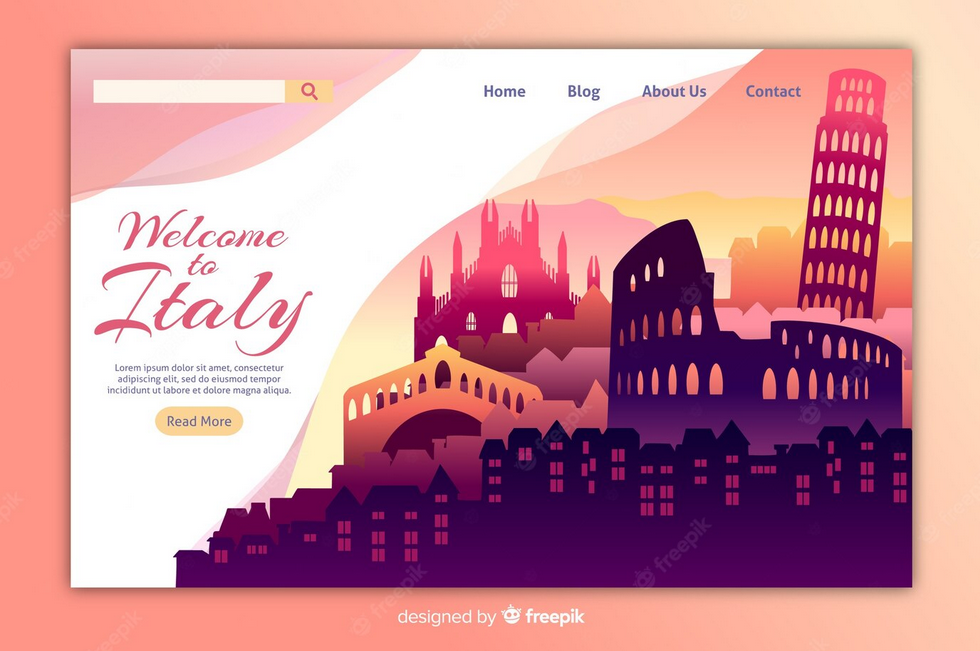 Home Blog About Us Contact
Welcome
to
Italy
Lorem ipsum dolor sit amet, consectetur
adipiscing elit, sed do eiusmod tempor
incididunt ut labore et dolore magna aliqua.
Read More
designed by freepik